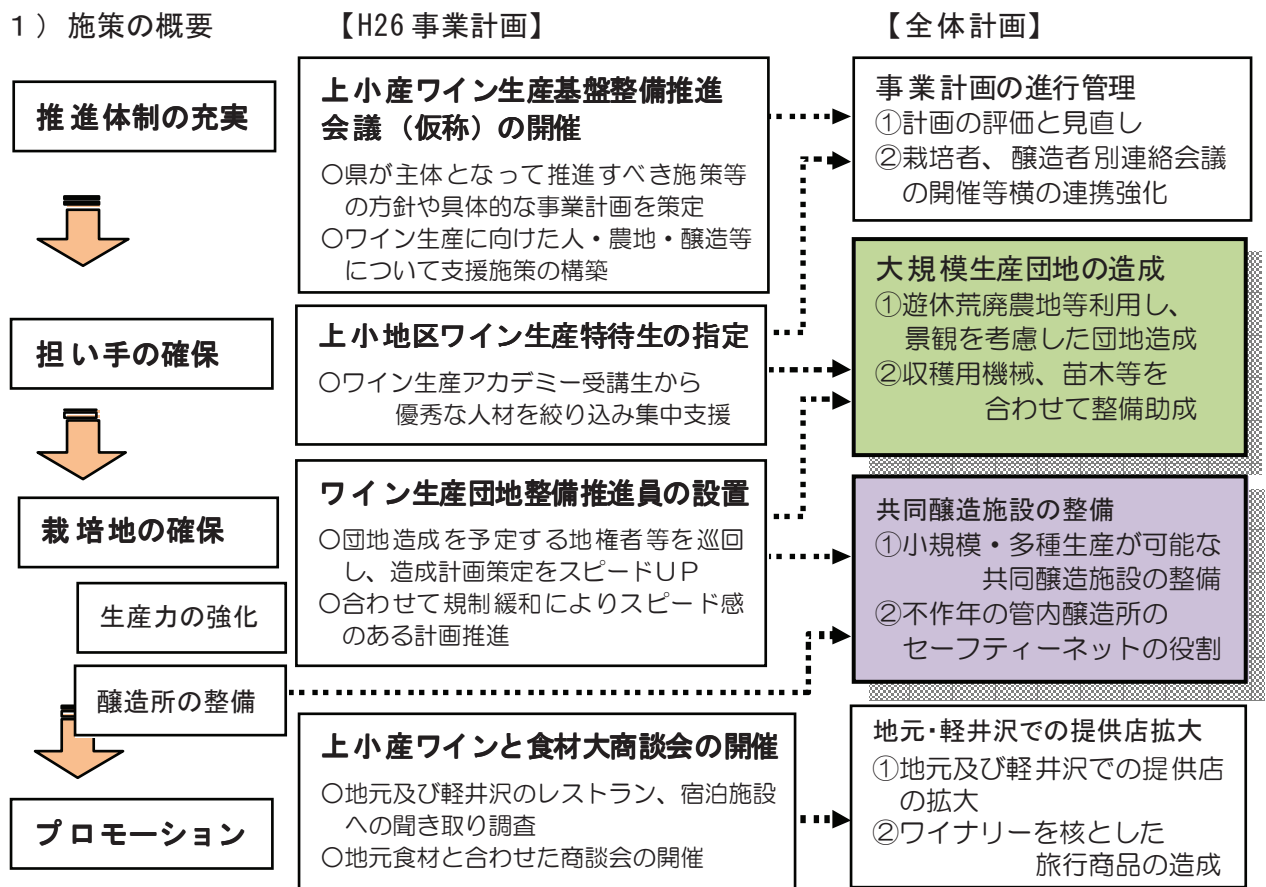 1）施策の概要
【H26事業計画】
【全体計画】
推進体制の充実
担い手の確保
栽培地の確保
生産力の強化
醸造所の整備
プロモーション
上小産ワイン生産基盤整備推進
会議（仮称）の開催
○県が主体となって推進すべき施策等
の方針や具体的な事業計画を策定
○ワイン生産に向けた人・農地・醸造等
について支援施策の構築
上小地区ワイン生産特待生の指定
○ワイン生産アカデミー受講生から
優秀な人材を絞り込み集中支援
ワイン生産団地整備推進員の設置
○団地造成を予定する地権者等を巡回
し、造成計画策定をスピードＵＰ
○合わせて規制緩和によりスピード感
のある計画推進
上小産ワインと食材大商談会の開催
○地元及び軽井沢のレストラン、宿泊施設
への聞き取り調査
○地元食材と合わせた商談会の開催
事業計画の進行管理
①計画の評価と見直し
②栽培者、醸造者別連絡会議
の開催等横の連携強化
大規模生産団地の造成
①遊休荒廃農地等利用し、
景観を考慮した団地造成
②収穫用機械、苗木等を
合わせて整備助成
共同醸造施設の整備
①小規模・多種生産が可能な
共同醸造施設の整備
②不作年の管内醸造所の
セーフティーネットの役割
地元・軽井沢での提供店拡大
①地元及び軽井沢での提供店
の拡大
②ワイナリーを核とした
旅行商品の造成